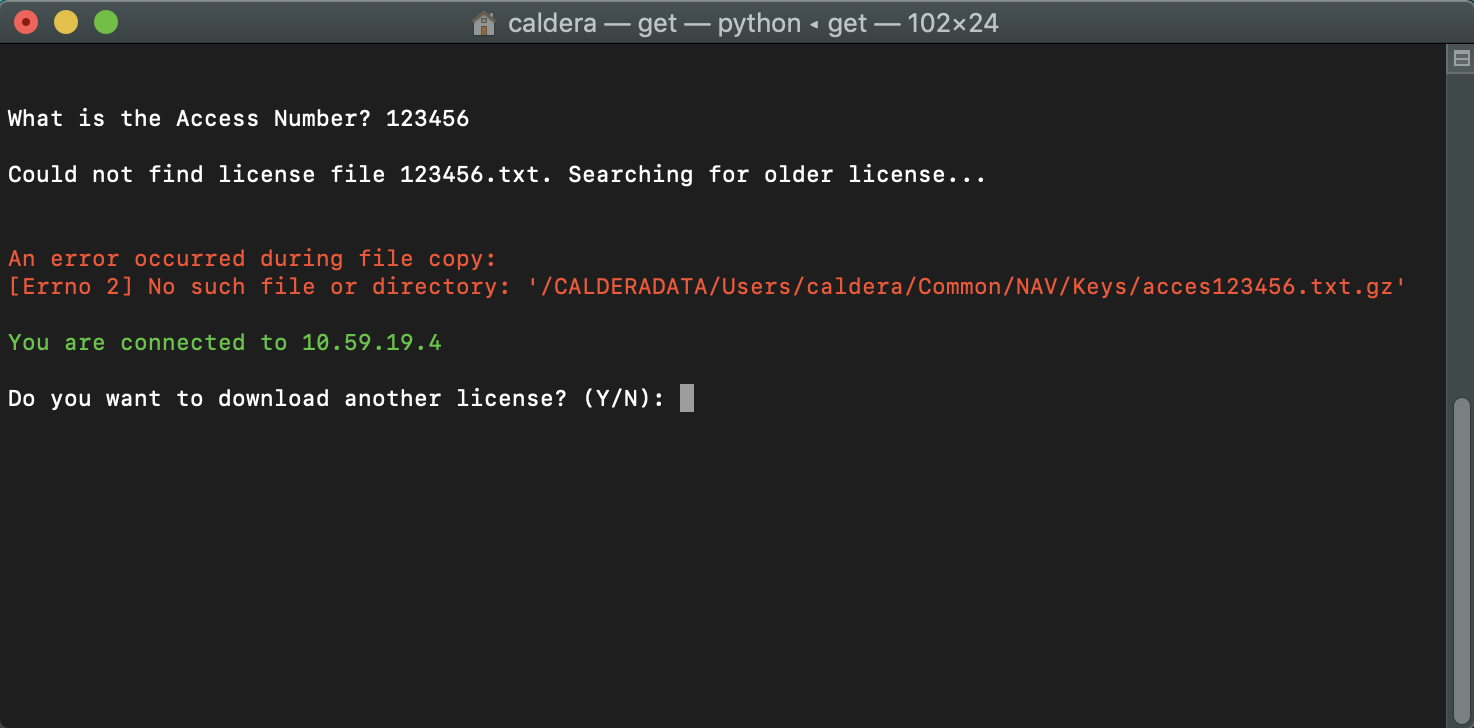 caldera — get — python ◂ get — 102×24
What is the Access Number? 123456
Could not find license file 123456.txt. Searching for older license...
An error occurred during file copy:
[Errno 2] No such file or directory: '/CALDERADATA/Users/caldera/Common/NAV/Keys/acces123456.txt.gz'
You are connected to 10.59.19.4
Do you want to download another license? (Y/N):